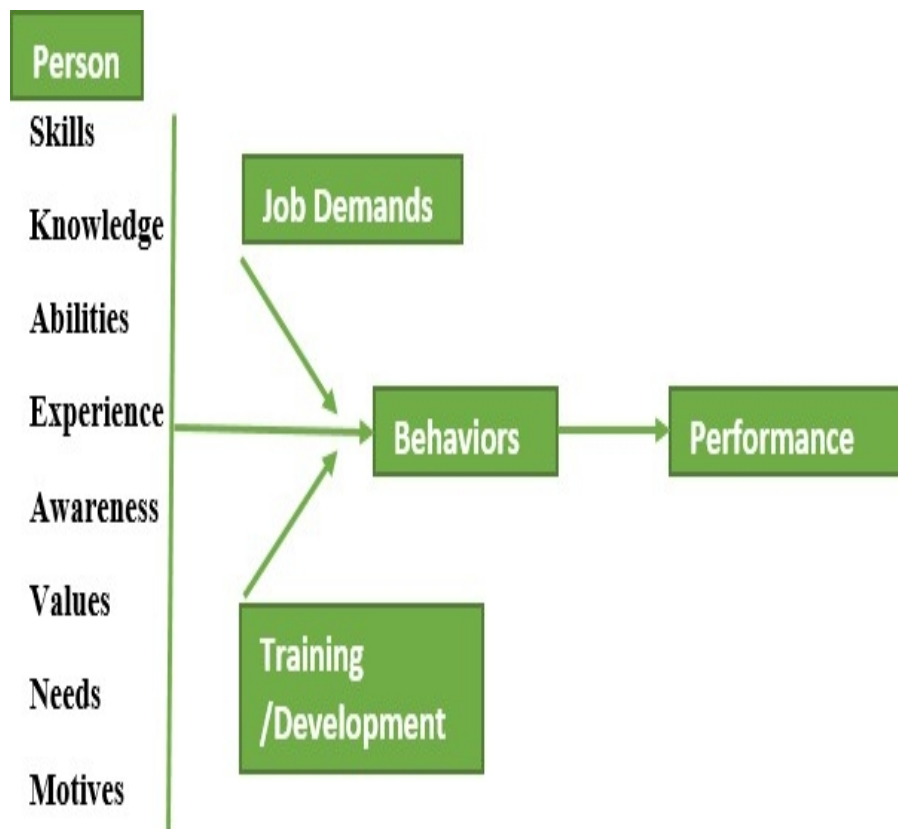 Person
Skills
Knowledge
Abilities
Experience
Awareness
Values
Needs
Motives
Job Demands
Behaviors
Performance
Training
/Development